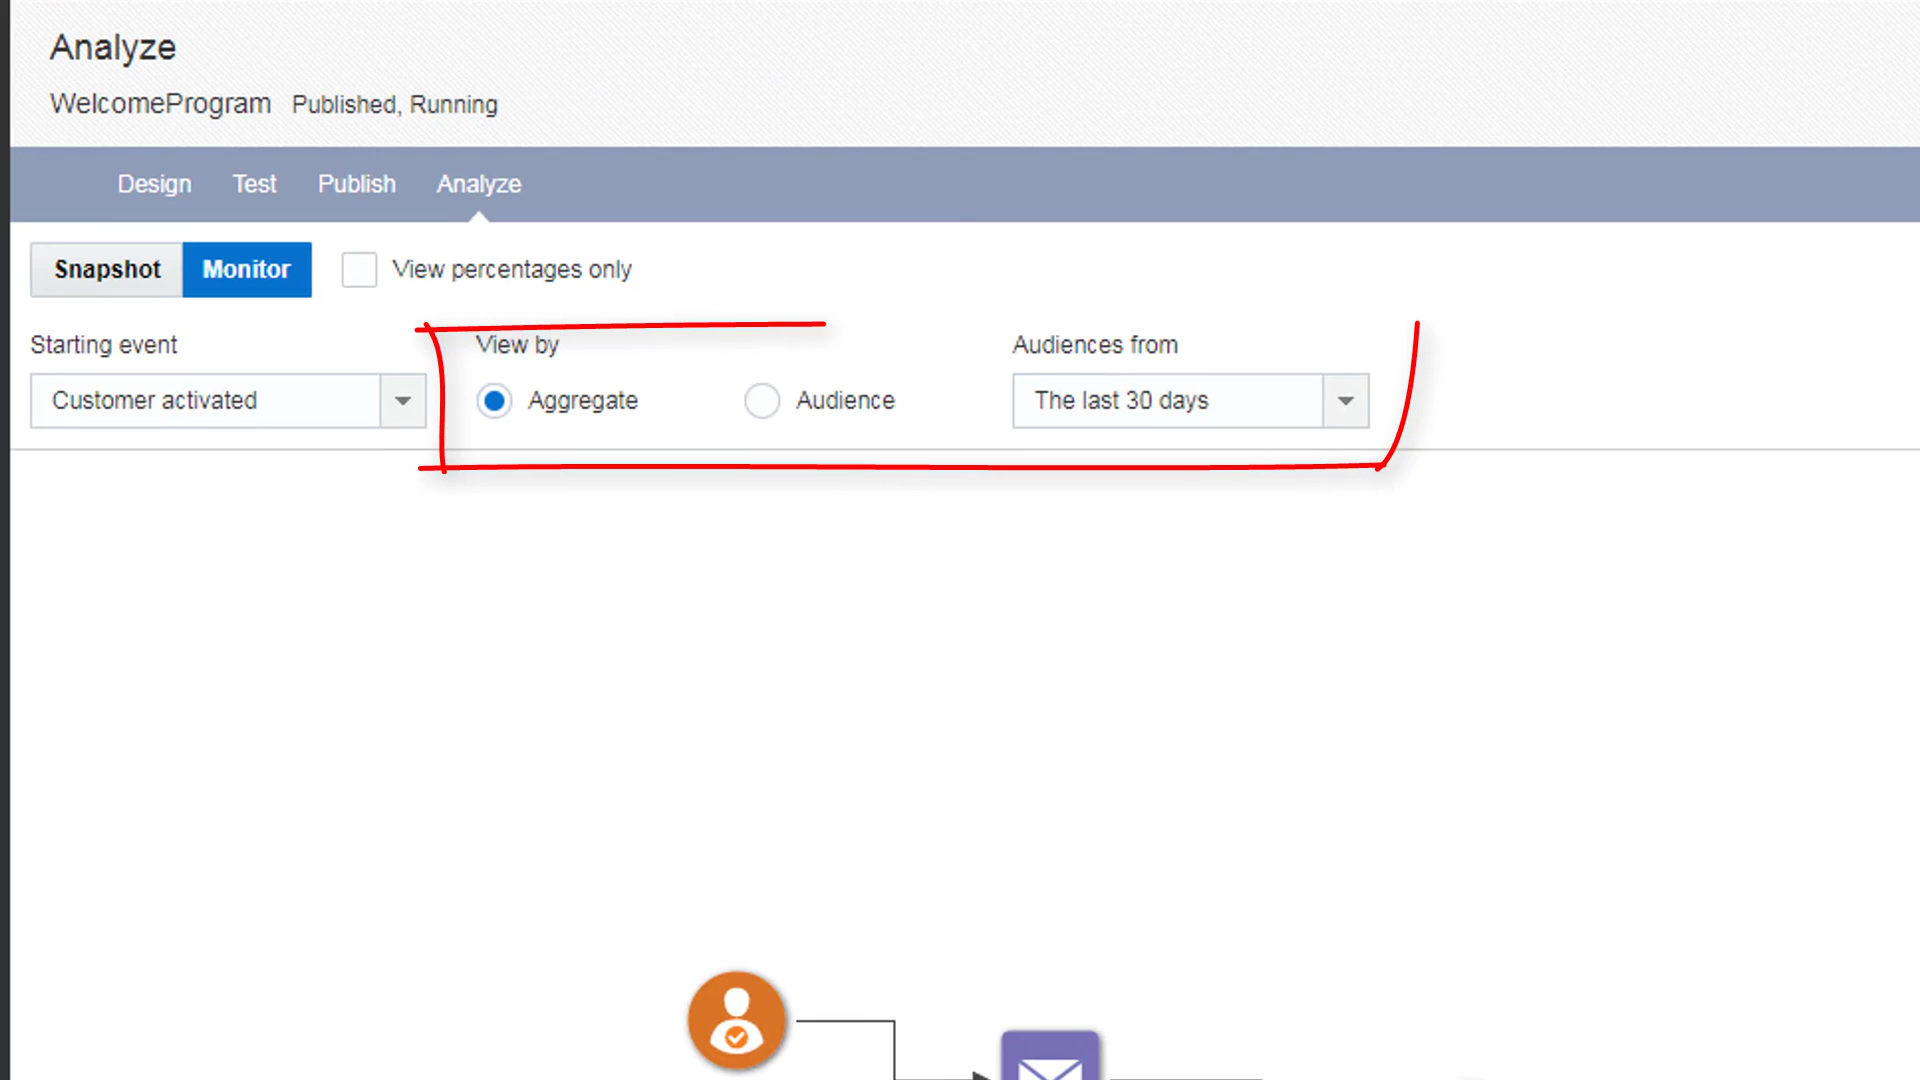 Analyze
WelcomeProgram Published, Running
Design Test Publish Analyze
Snapshot Monitor View percentages only
Starting event View by Audiences from
Customer activated Aggregate Audience The last 30 days